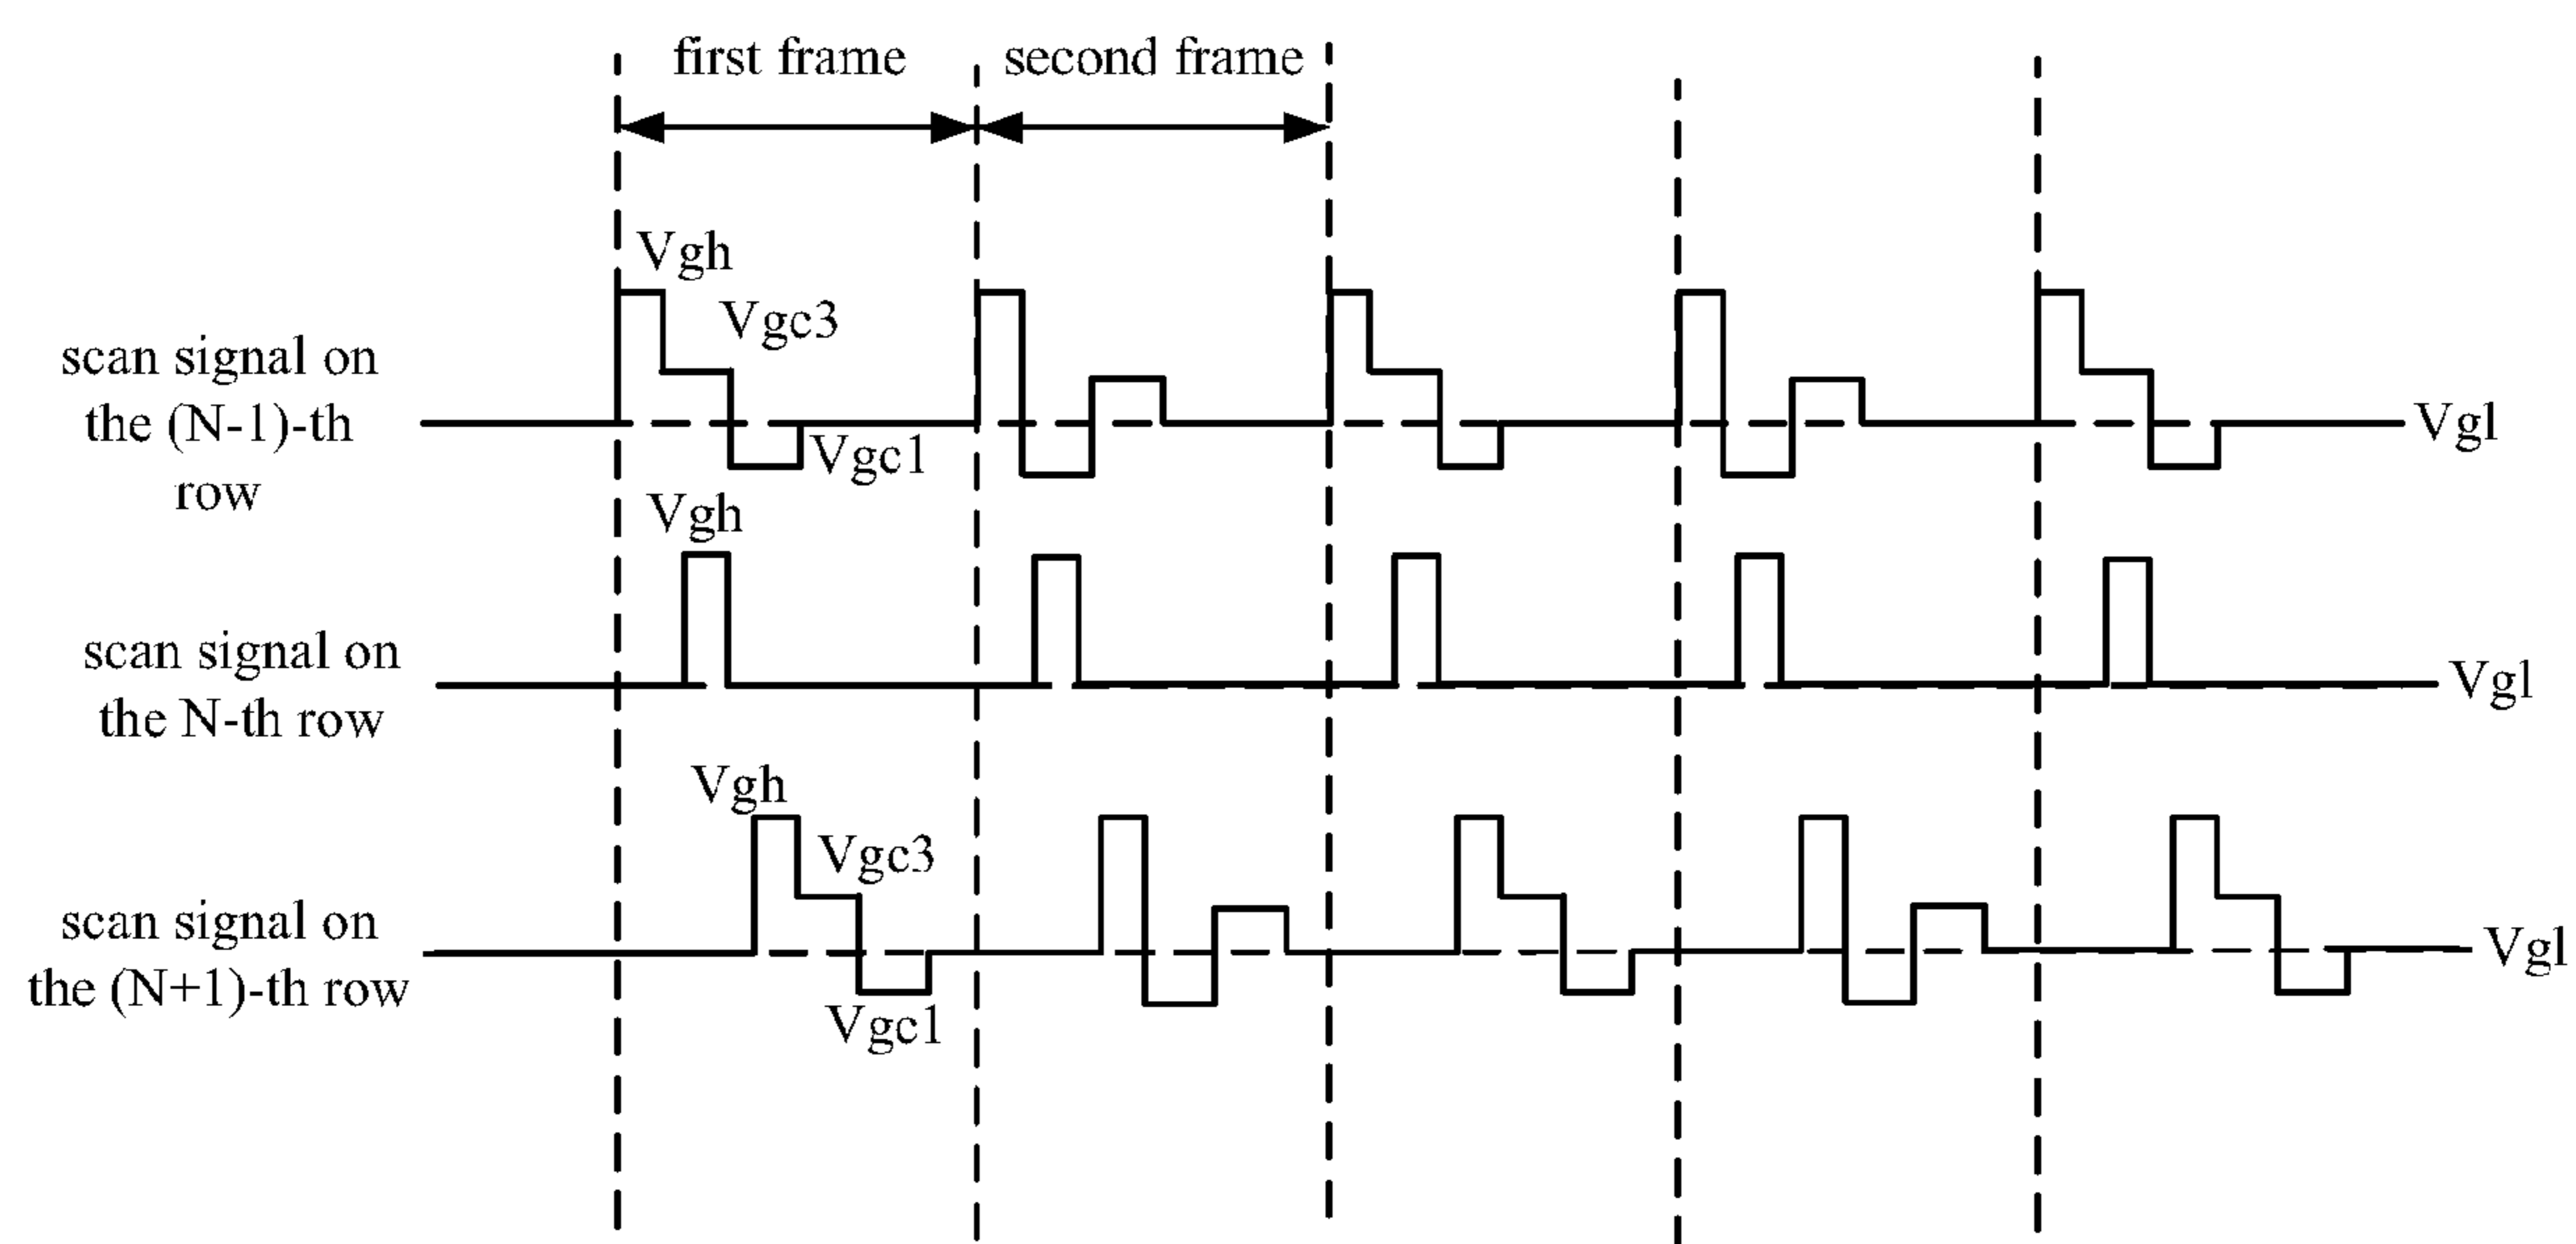 first frame
second frame
Vgh
Vgc3
scan signal on
the (N-1)-th
row
Vgc1
Vgl
Vgh
scan signal on
the N-th row
Vgl
Vgh
Vgc3
scan signal on
the (N+1)-th row
Vgc1
Vgl